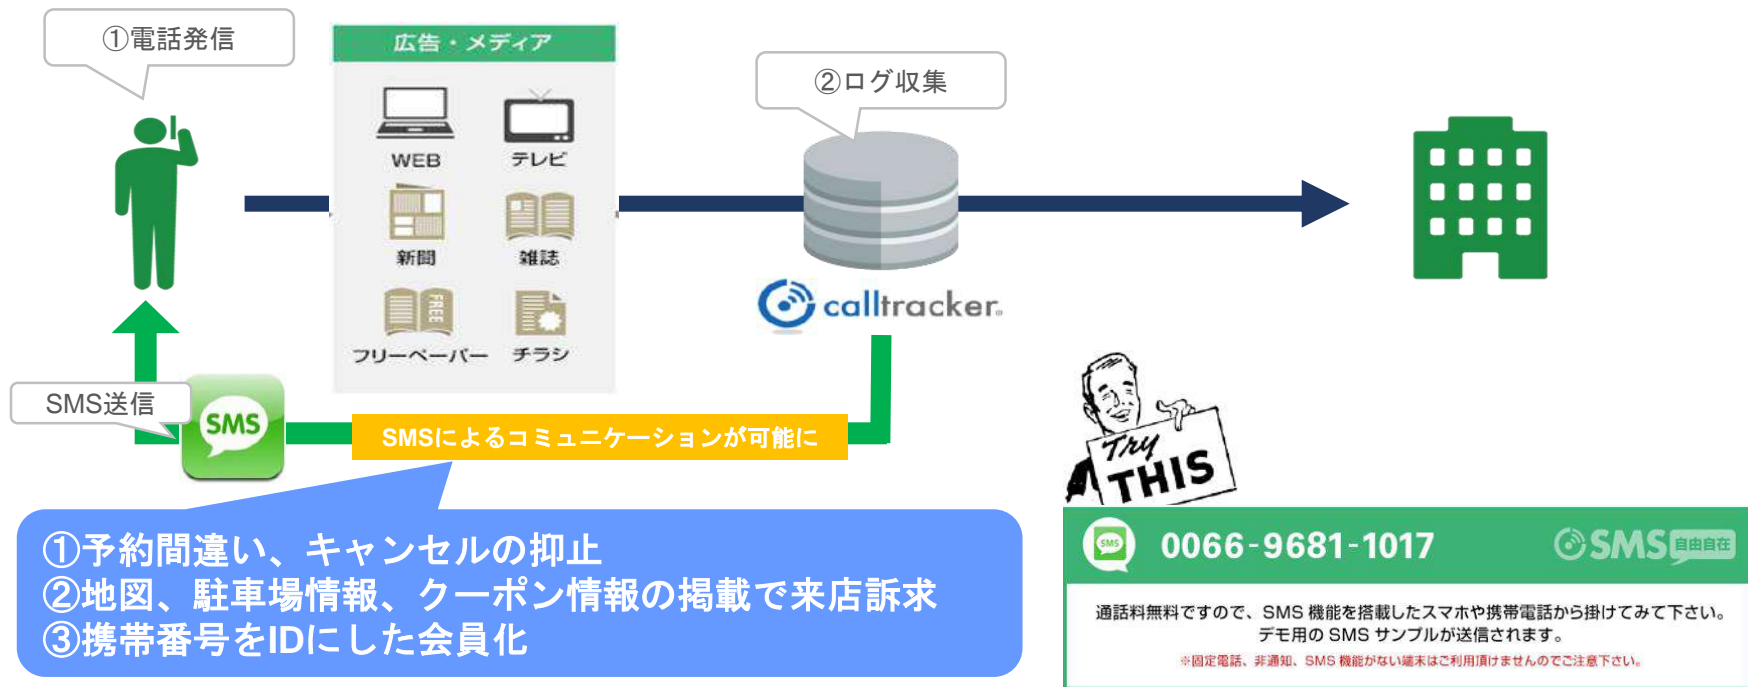 ①電話発信
広告・メディア
②ログ収集
WEB
テレビ
新聞
雑誌
FREE
フリーペーパー
チラシ
calltracker®
SMS送信
SMS
SMSによるコミュニケーションが可能に
Try
THIS
①予約間違い、キャンセルの抑止
②地図、駐車場情報、クーポン情報の掲載で来店訴求
③携帯番号をIDにした会員化
SMS
0066-9681-1017
SMS自由自在
通話料無料ですので、SMS 機能を搭載したスマホや携帯電話から掛けてみて下さい。
デモ用の SMS サンプルが送信されます。
※固定電話、非通知、SMS 機能がない端末はご利用頂けませんのでご注意下さい。